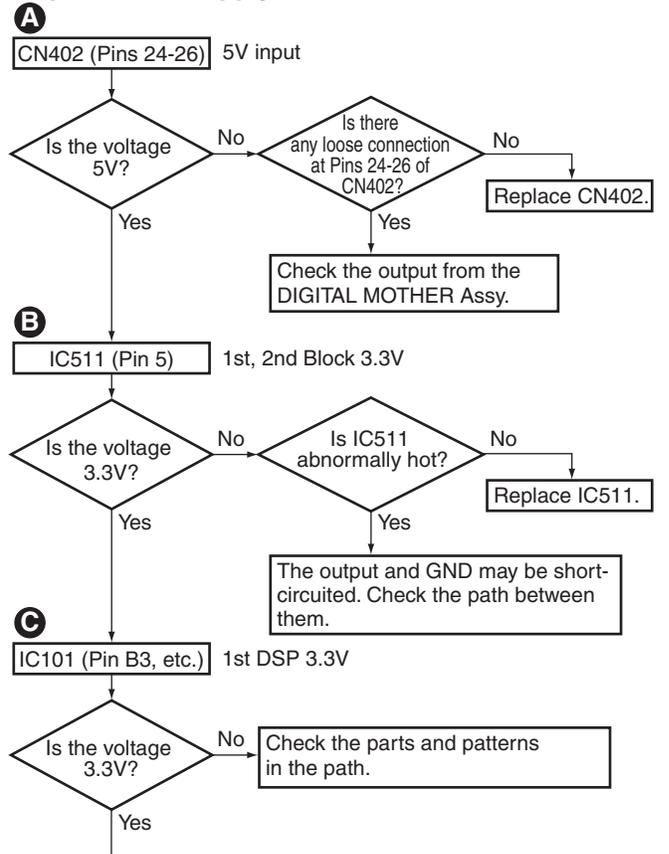 A
CN402 (Pins 24-26)
5V input
Is the voltage
5V?
No
Is there
any loose connection
at Pins 24-26 of
CN402?
No
Replace CN402.
Yes
Yes
Check the output from the
DIGITAL MOTHER Assy.
B
IC511 (Pin 5)
1st, 2nd Block 3.3V
Is the voltage
3.3V?
No
Is IC511
abnormally hot?
No
Replace IC511.
Yes
Yes
The output and GND may be short-
circuited. Check the path between
them.
C
IC101 (Pin B3, etc.)
1st DSP 3.3V
Is the voltage
3.3V?
No
Check the parts and patterns
in the path.
Yes